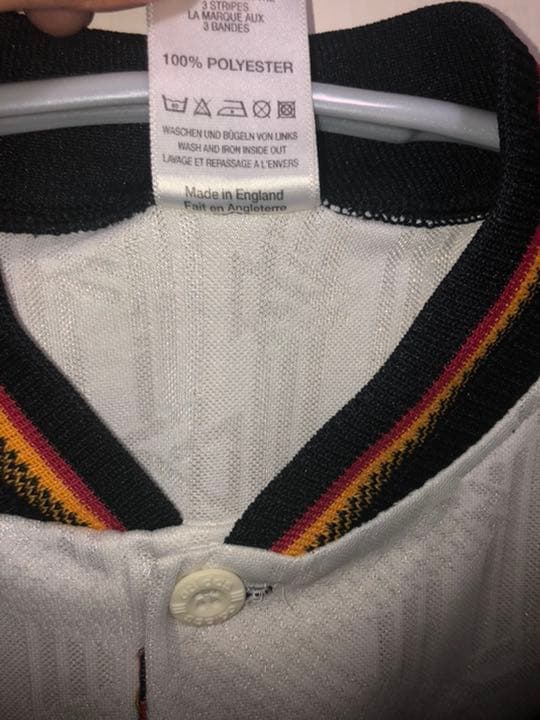 3 STRIPES
LA MARQUE AUX
3 BANDES
100% POLYESTER
WASCHEN UND BÜGELN VON LINKS
WASH AND IRON INSIDE OUT
LAVAGE ET REPASSAGE A L'ENVERS
Made in England
Fait en Angleterre